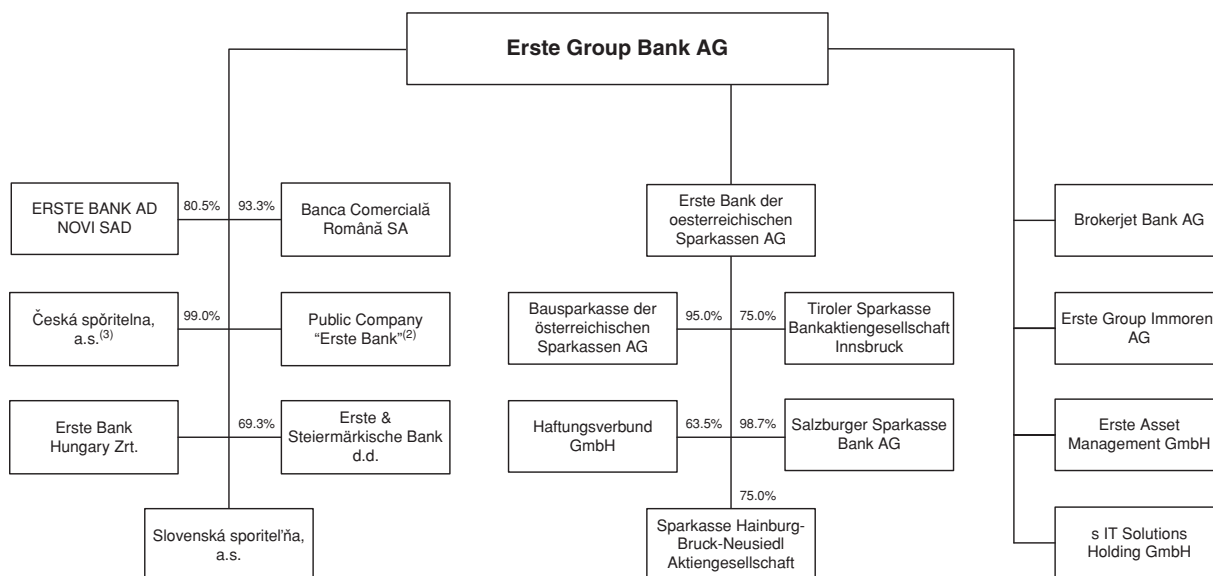 Erste Group Bank AG
ERSTE BANK AD
NOVI SAD
80.5%
93.3%
Banca Comercială
Română SA
Erste Bank der
oesterreichischen
Sparkassen AG
Brokerjet Bank AG
Česká spŏritelna,
a.s.(3)
99.0%
Public Company
“Erste Bank”(2)
Bausparkasse der
österreichischen
Sparkassen AG
95.0%
75.0%
Tiroler Sparkasse
Bankaktiengesellschaft
Innsbruck
Erste Group Immorent
AG
Erste Bank
Hungary Zrt.
69.3%
Erste &
Steiermärkische Bank
d.d.
Haftungsverbund
GmbH
63.5%
98.7%
Salzburger Sparkasse
Bank AG
Erste Asset
Management GmbH
Slovenská sporiteľňa,
a.s.
75.0%
Sparkasse Hainburg-
Bruck-Neusiedl
Aktiengesellschaft
s IT Solutions
Holding GmbH